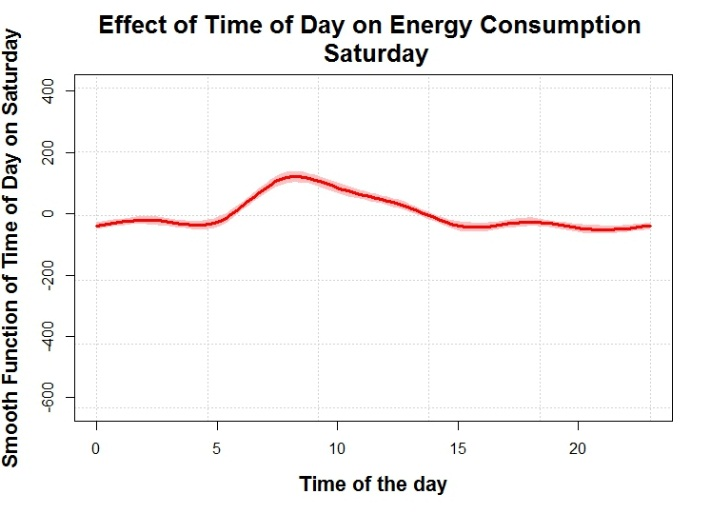 Effect of Time of Day on Energy Consumption
Saturday
Smooth Function of Time of Day on Saturday
400
200
0
-200
-400
-600
0 5 10 15 20
Time of the day